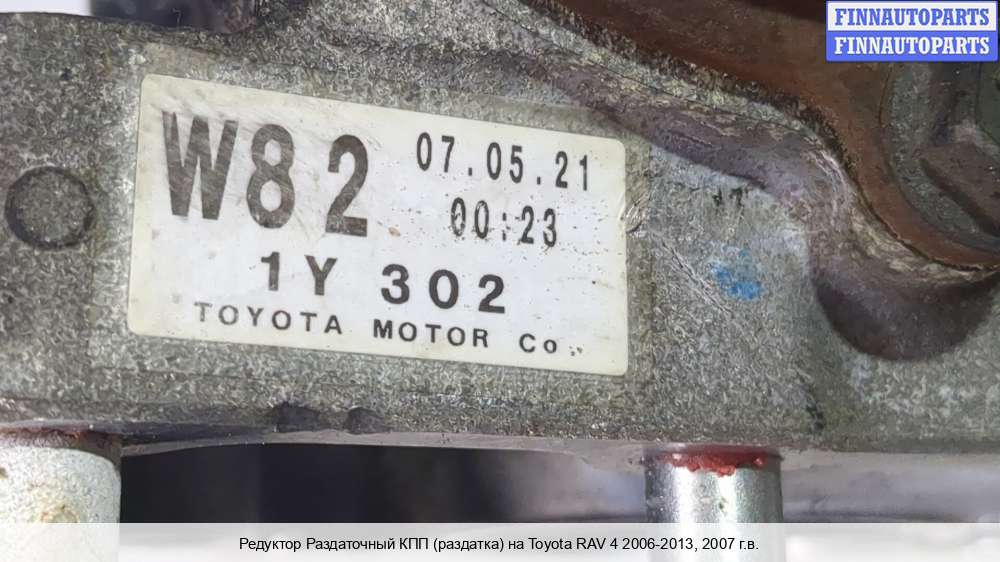 FINNAUTOPARTS
FINNAUTOPARTS
W82
07.05.21
00:23
1Y 302
TOYOTA MOTOR Co.
Редуктор Раздаточный КПП (раздатка) на Toyota RAV 4 2006-2013, 2007 г.в.